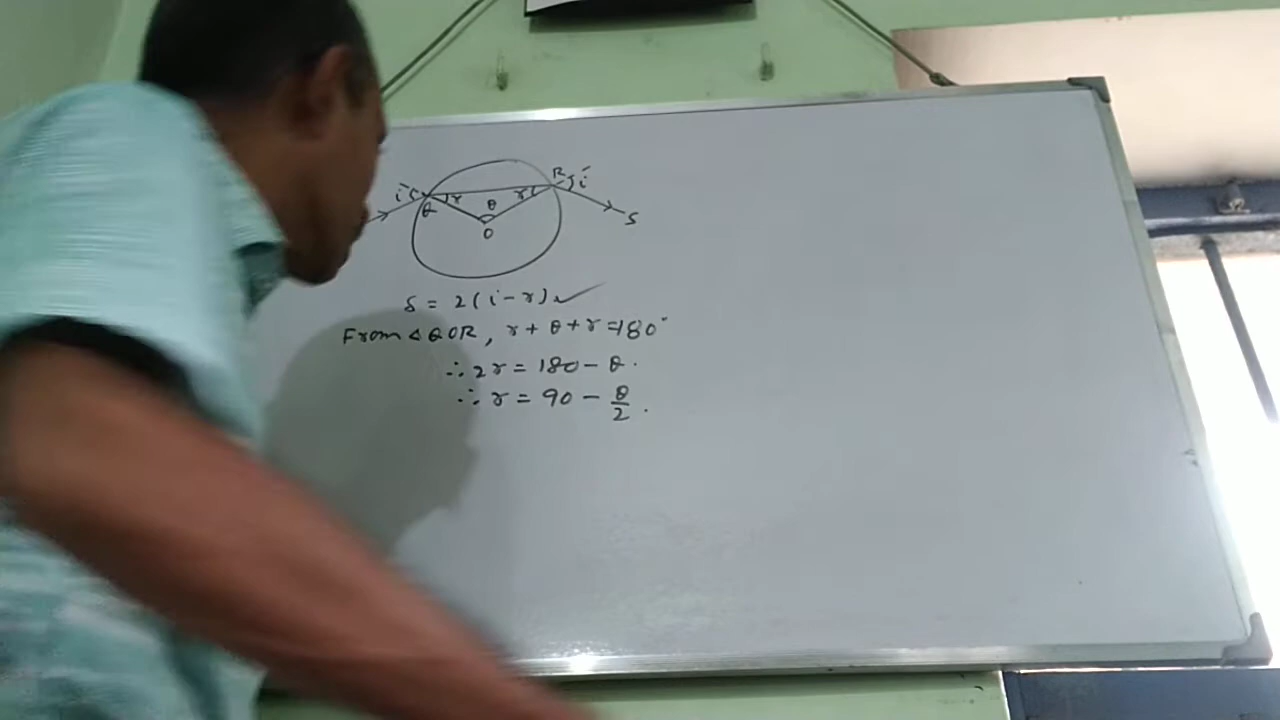 R
i r r i
Q θ
O S
δ = 2(i - r) ✓
From △QOR, r + θ + r = 180°
∴ 2r = 180 - θ.
∴ r = 90 - θ/2.